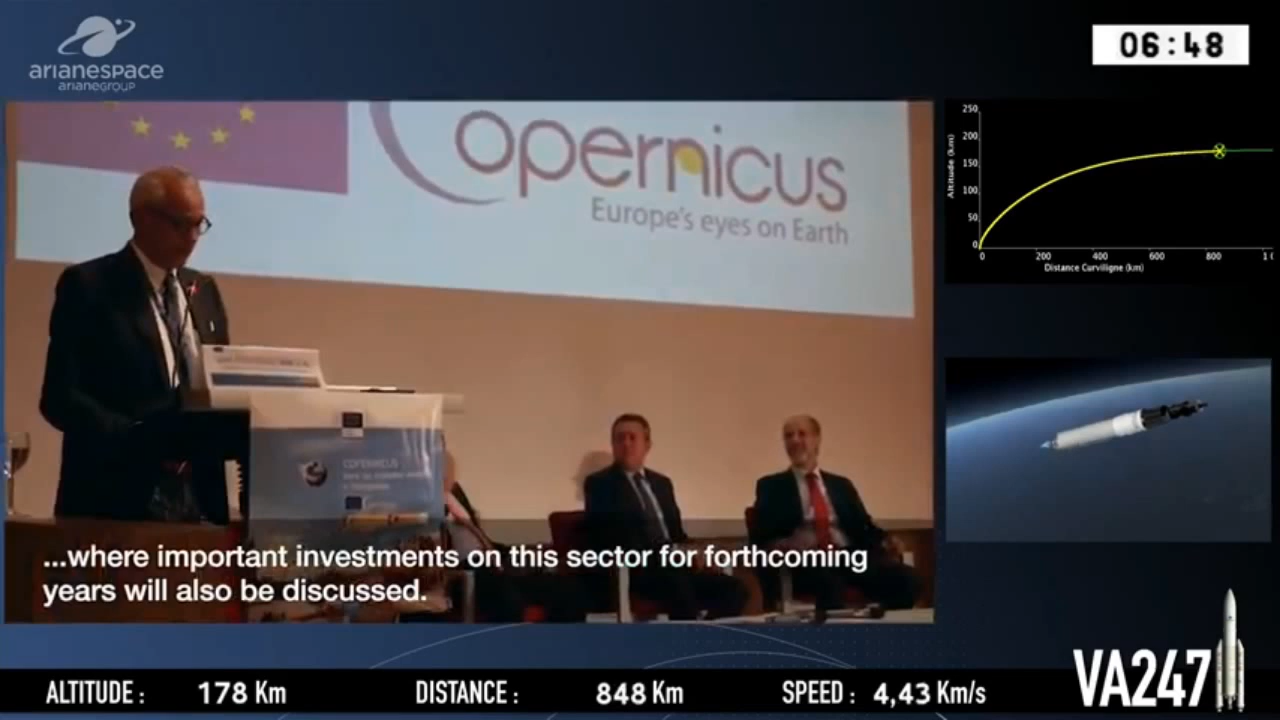 arianespace
arianeGROUP
06:48
Copernicus
Europe's eyes on Earth
COPERNICUS
...where important investments on this sector for forthcoming
years will also be discussed.
250
200
150
100
50
0
Altitude (km)
0 200 400 600 800
Distance Curviligne (km)
ALTITUDE : 178 Km DISTANCE : 848 Km SPEED : 4,43 Km/s
VA247